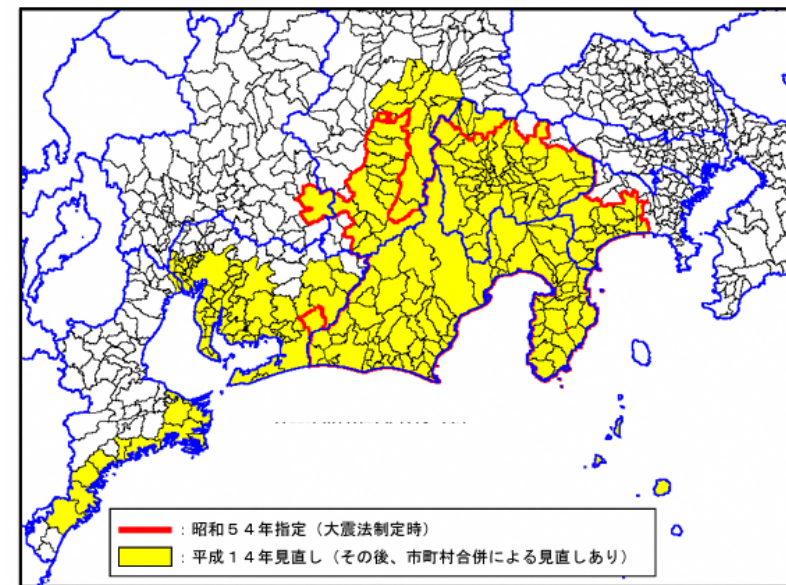 ：昭和５４年指定（大震法制定時）
：平成１４年見直し（その後、市町村合併による見直しあり）